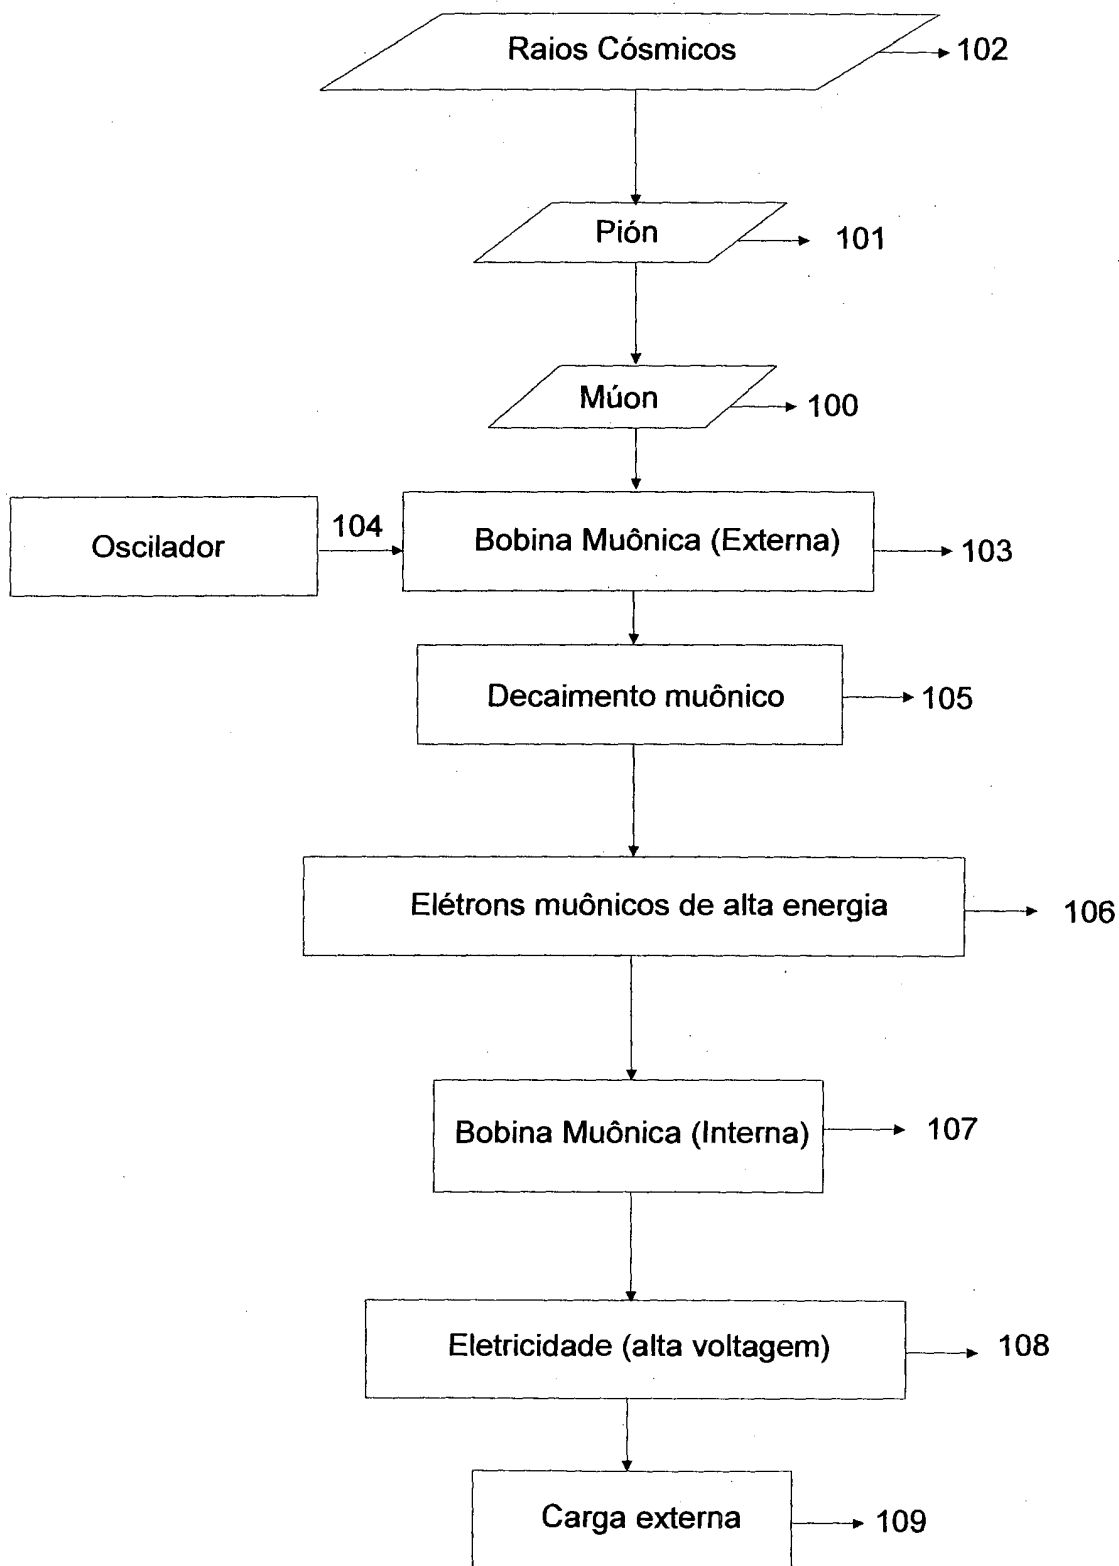 Raios Cósmicos
102
Pión
101
Múon
100
Oscilador
104
Bobina Muônica (Externa)
103
Decaimento muônico
105
Elétrons muônicos de alta energia
106
Bobina Muônica (Interna)
107
Eletricidade (alta voltagem)
108
Carga externa
109